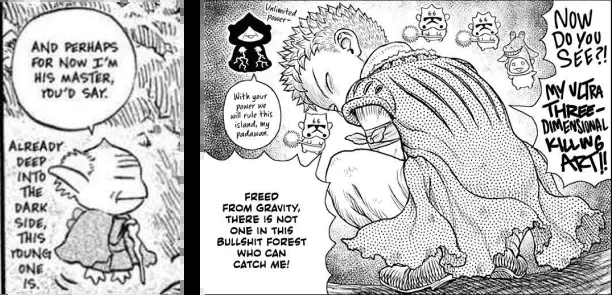 AND PERHAPS
FOR NOW I'M
HIS MASTER,
YOU'D SAY.
ALREADY
DEEP
INTO
THE
DARK
SIDE,
THIS
YOUNG
ONE
IS.
Unlimited
power~
With your
power we
will rule this
island, my
padawan.
NOW
DO YOU
SEE?!
MY ULTRA
THREE-
DIMENSIONAL
KILLING
ART!!
FREED
FROM GRAVITY,
THERE IS NOT
ONE IN THIS
BULLSHIT FOREST
WHO CAN
CATCH ME!